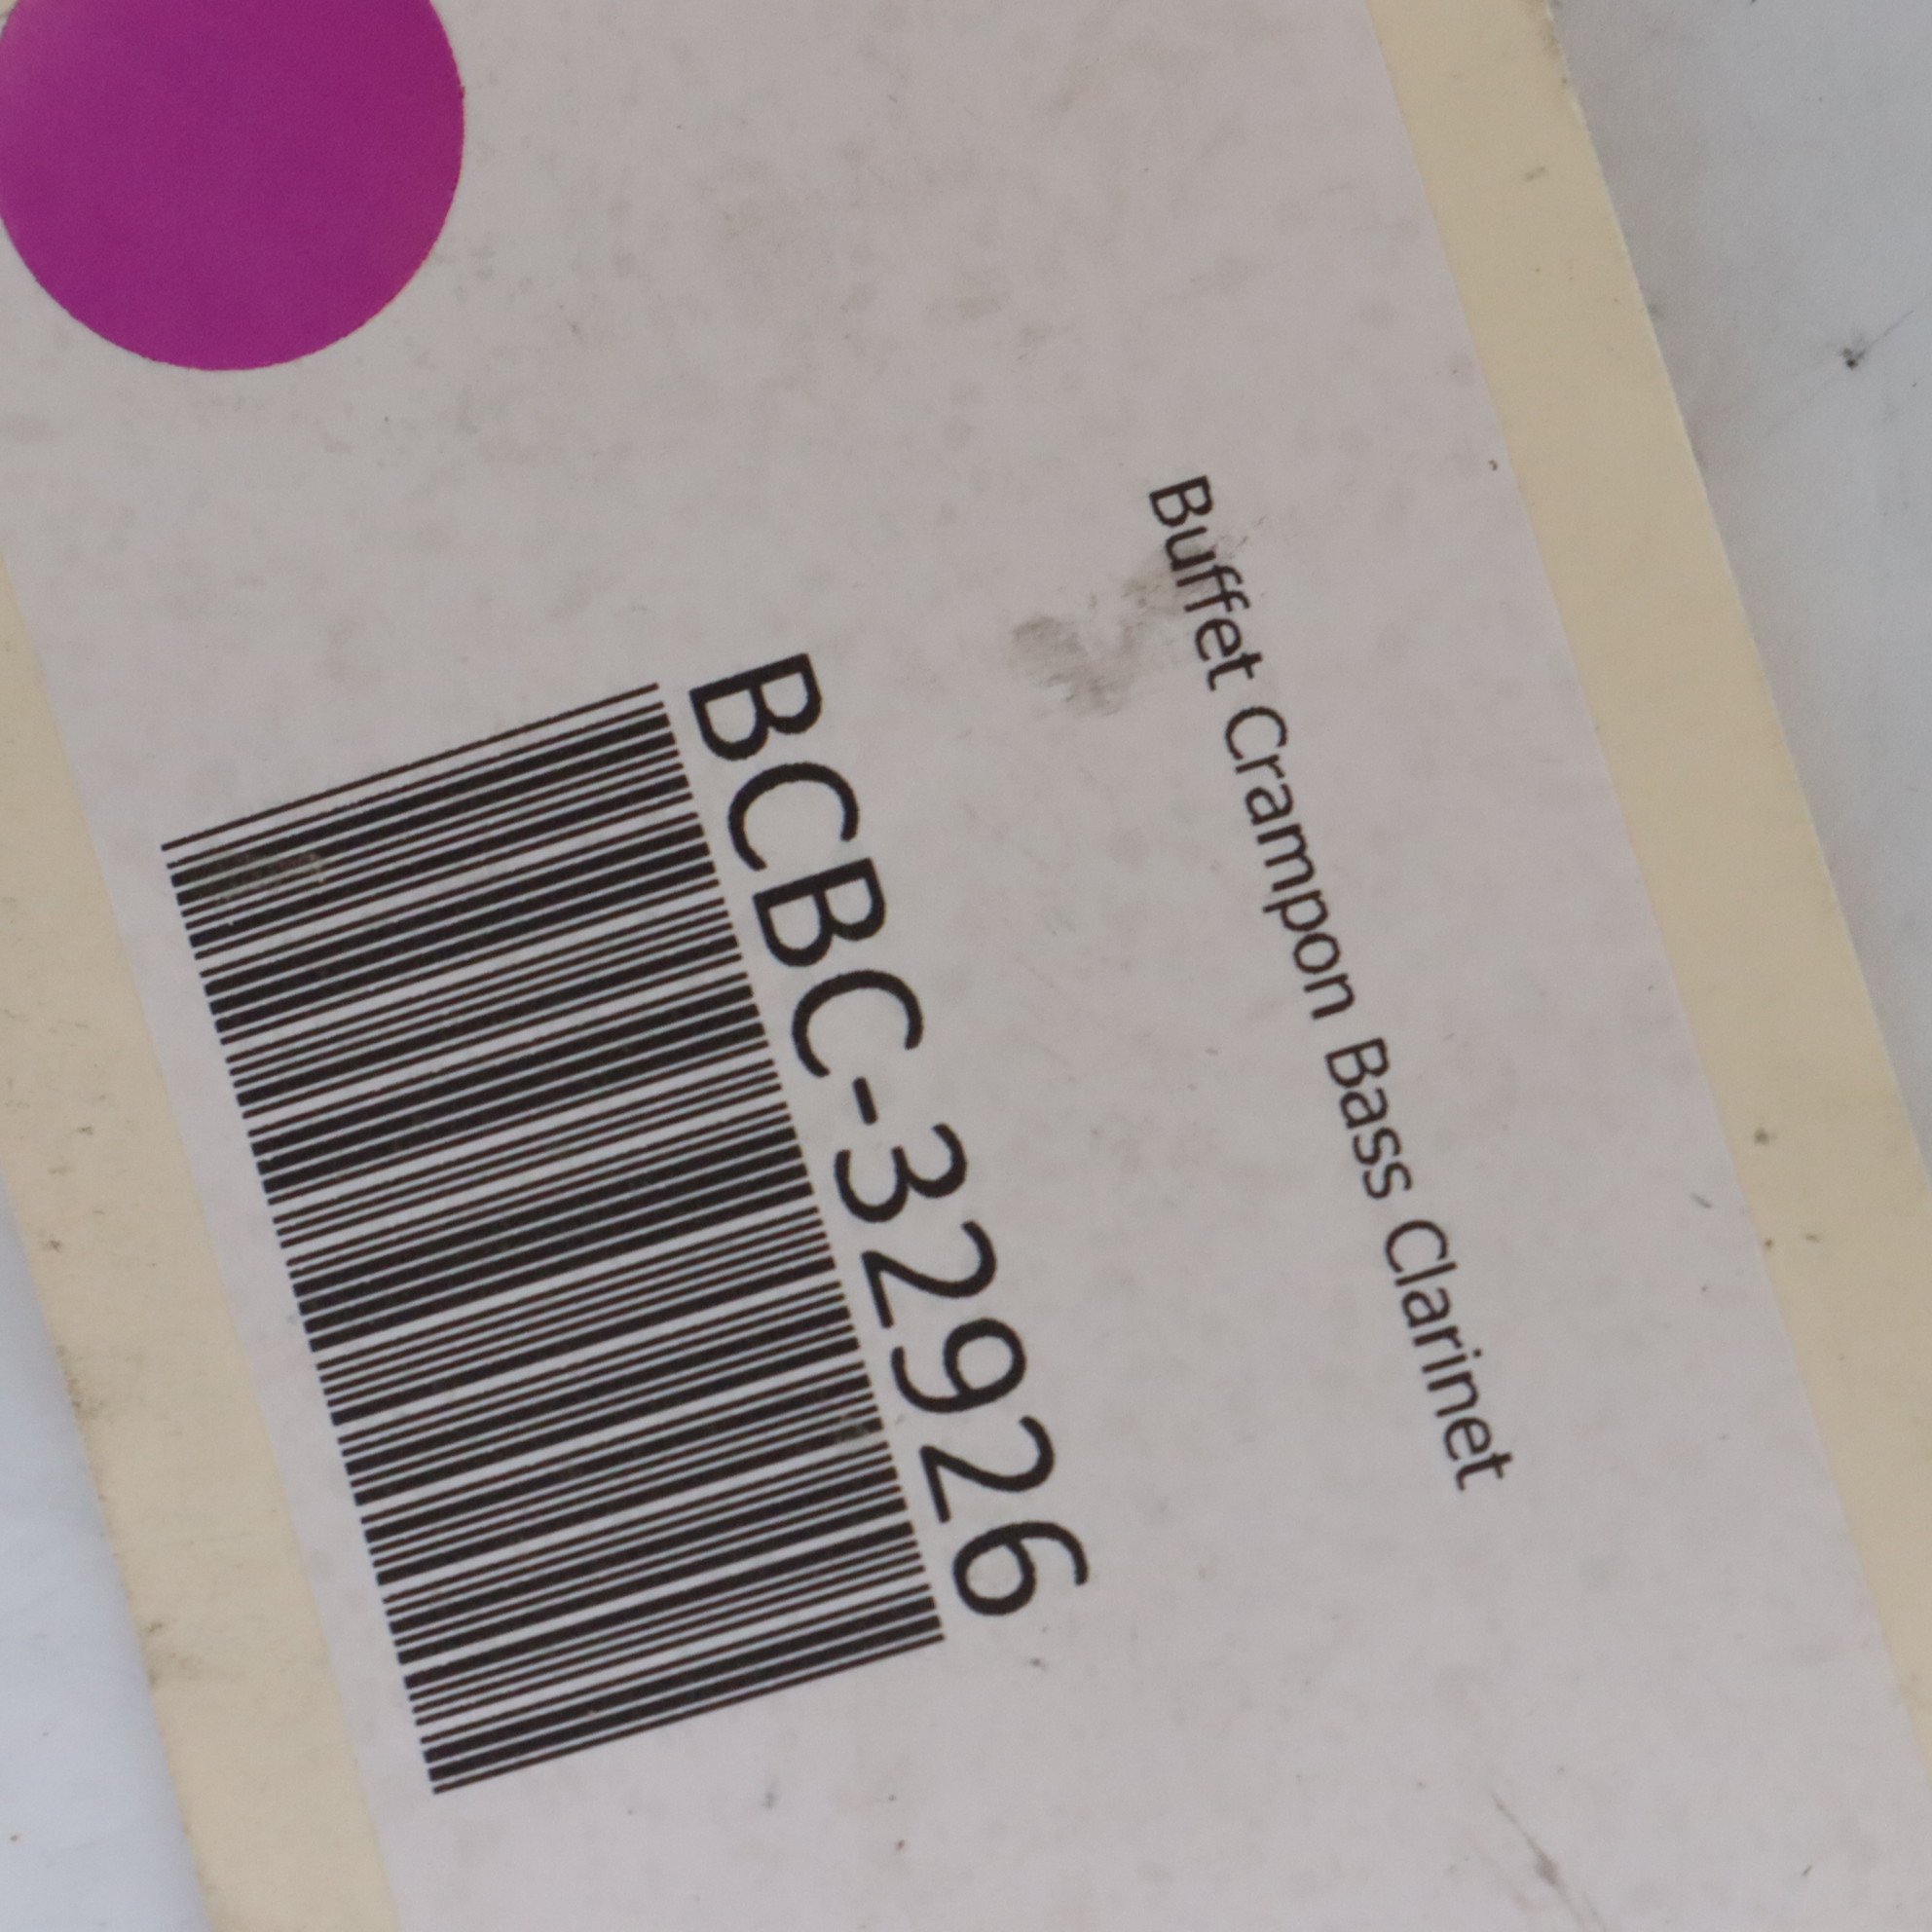 Buffet Crampon Bass Clarinet
BCBC-32926